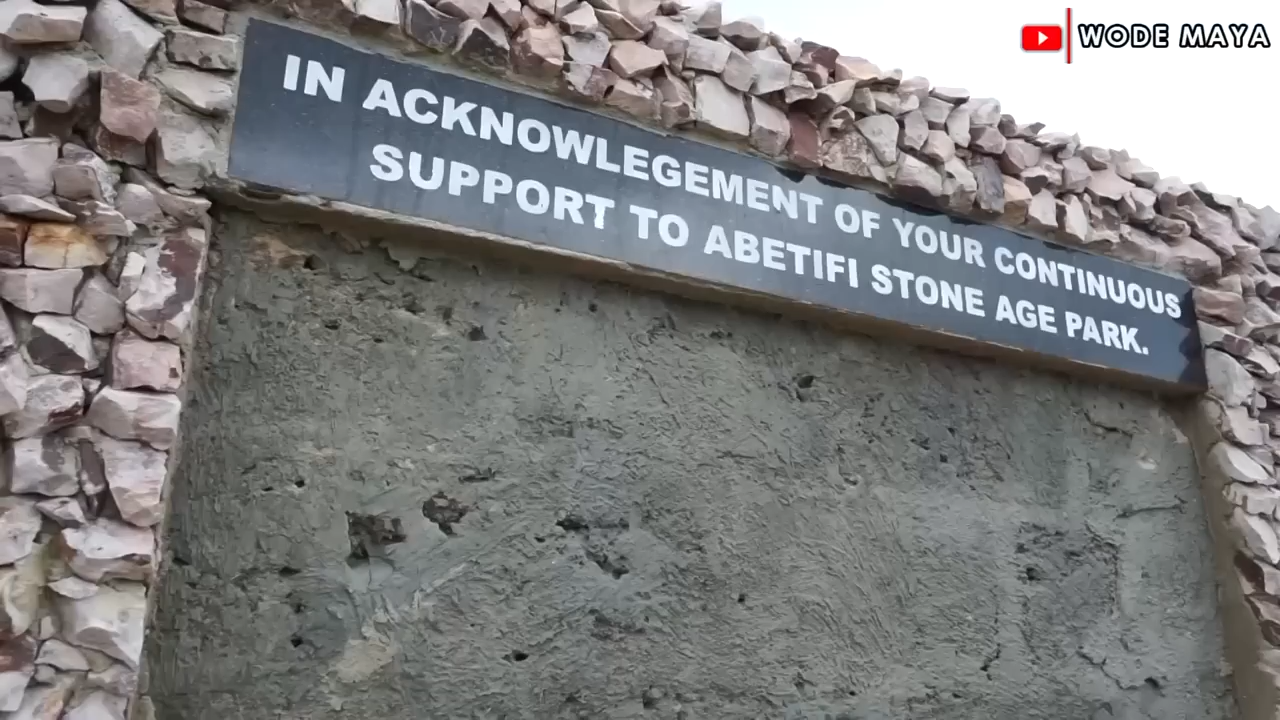 WODE MAYA
IN ACKNOWLEGEMENT OF YOUR CONTINUOUS
SUPPORT TO ABETIFI STONE AGE PARK.